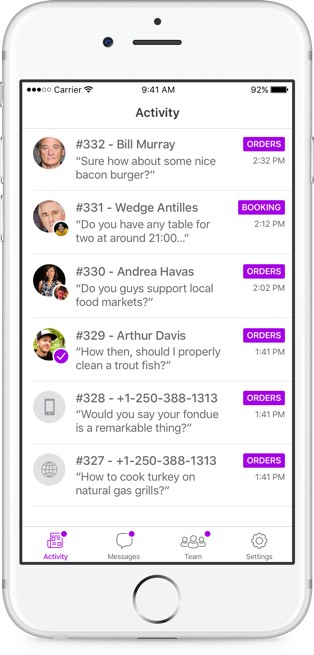 Carrier 9:41 AM 92%
Activity
#332 - Bill Murray ORDERS
“Sure how about some nice 2:32 PM
bacon burger?”
#331 - Wedge Antilles BOOKING
“Do you have any table for 2:12 PM
two at around 21:00...”
#330 - Andrea Havas ORDERS
“Do you guys support local 2:02 PM
food markets?”
#329 - Arthur Davis ORDERS
“How then, should I properly 1:41 PM
clean a trout fish?”
#328 - +1-250-388-1313 ORDERS
“Would you say your fondue 1:41 PM
is a remarkable thing?”
#327 - +1-250-388-1313 ORDERS
“How to cook turkey on 1:41 PM
natural gas grills?”
Activity Messages Team Settings